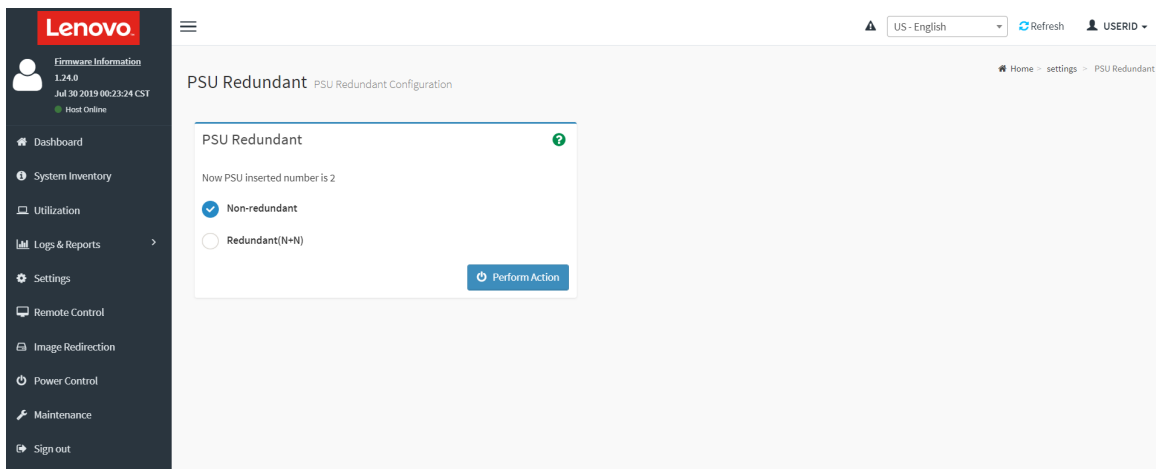 Lenovo.
US - English
Refresh
USERID
Firmware Information
1.24.0
Jul 30 2019 00:23:24 CST
Host Online
PSU Redundant PSU Redundant Configuration
Home > settings > PSU Redundant
Dashboard
System Inventory
Utilization
Logs & Reports >
Settings
Remote Control
Image Redirection
Power Control
Maintenance
Sign out
PSU Redundant
?
Now PSU inserted number is 2
Non-redundant
Redundant(N+N)
Perform Action